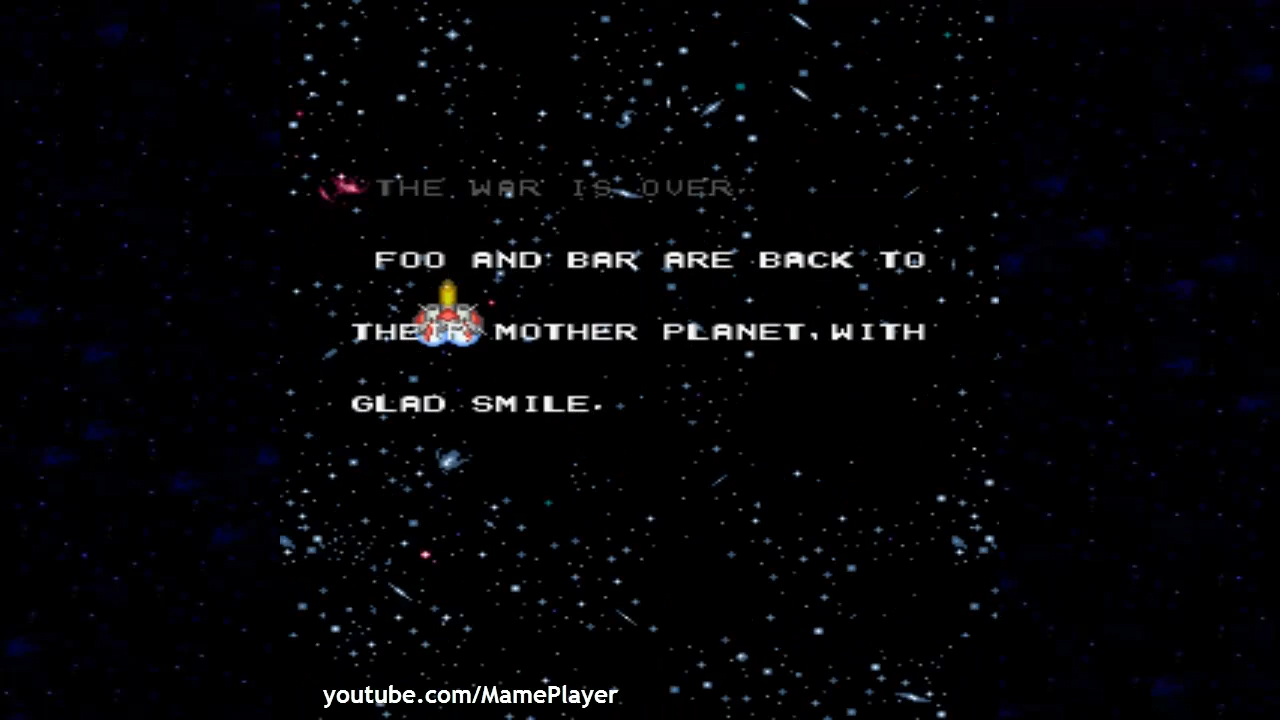 THE WAR IS OVER.
FOO AND BAR ARE BACK TO
THEIR MOTHER PLANET, WITH
GLAD SMILE.
youtube.com/MamePlayer